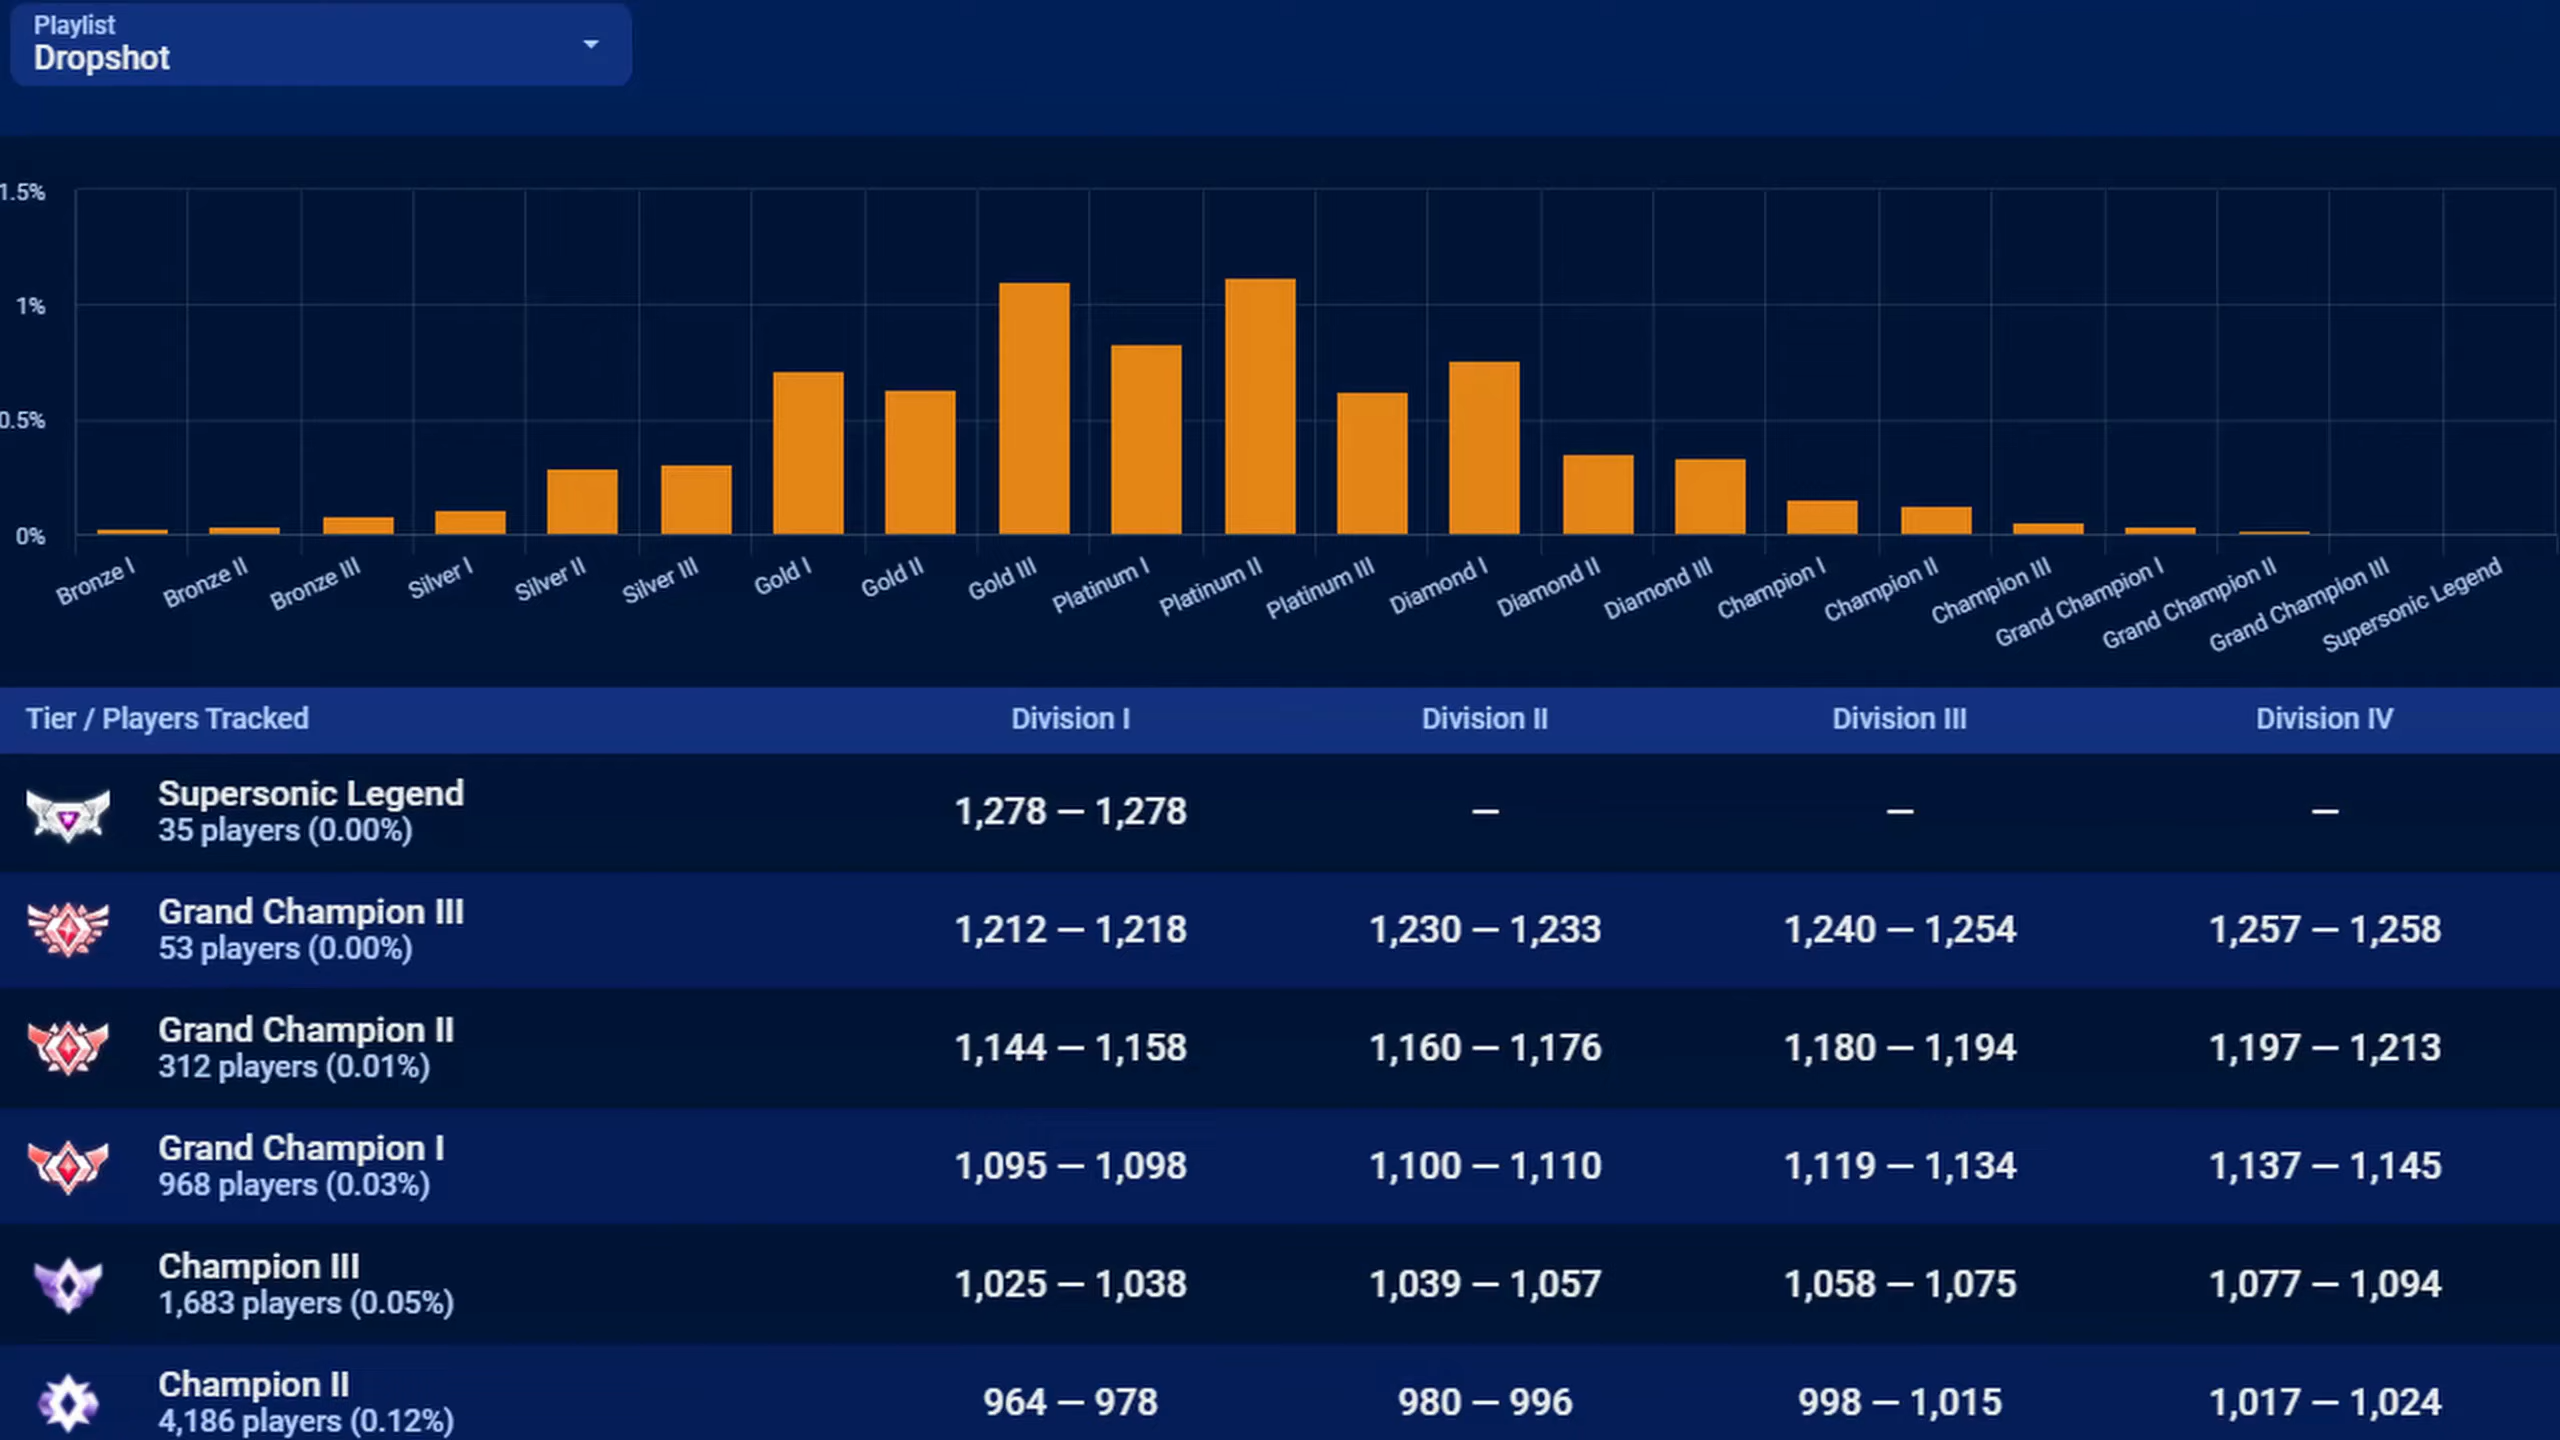 Playlist
Dropshot
1.5%
1%
0.5%
0%
Bronze I
Bronze II
Bronze III
Silver I
Silver II
Silver III
Gold I
Gold II
Gold III
Platinum I
Platinum II
Platinum III
Diamond I
Diamond II
Diamond III
Champion I
Champion II
Champion III
Grand Champion I
Grand Champion II
Grand Champion III
Supersonic Legend
Tier / Players Tracked Division I Division II Division III Division IV
Supersonic Legend
35 players (0.00%)
1,278 — 1,278 — — —
Grand Champion III
53 players (0.00%)
1,212 — 1,218 1,230 — 1,233 1,240 — 1,254 1,257 — 1,258
Grand Champion II
312 players (0.01%)
1,144 — 1,158 1,160 — 1,176 1,180 — 1,194 1,197 — 1,213
Grand Champion I
968 players (0.03%)
1,095 — 1,098 1,100 — 1,110 1,119 — 1,134 1,137 — 1,145
Champion III
1,683 players (0.05%)
1,025 — 1,038 1,039 — 1,057 1,058 — 1,075 1,077 — 1,094
Champion II
4,186 players (0.12%)
964 — 978 980 — 996 998 — 1,015 1,017 — 1,024